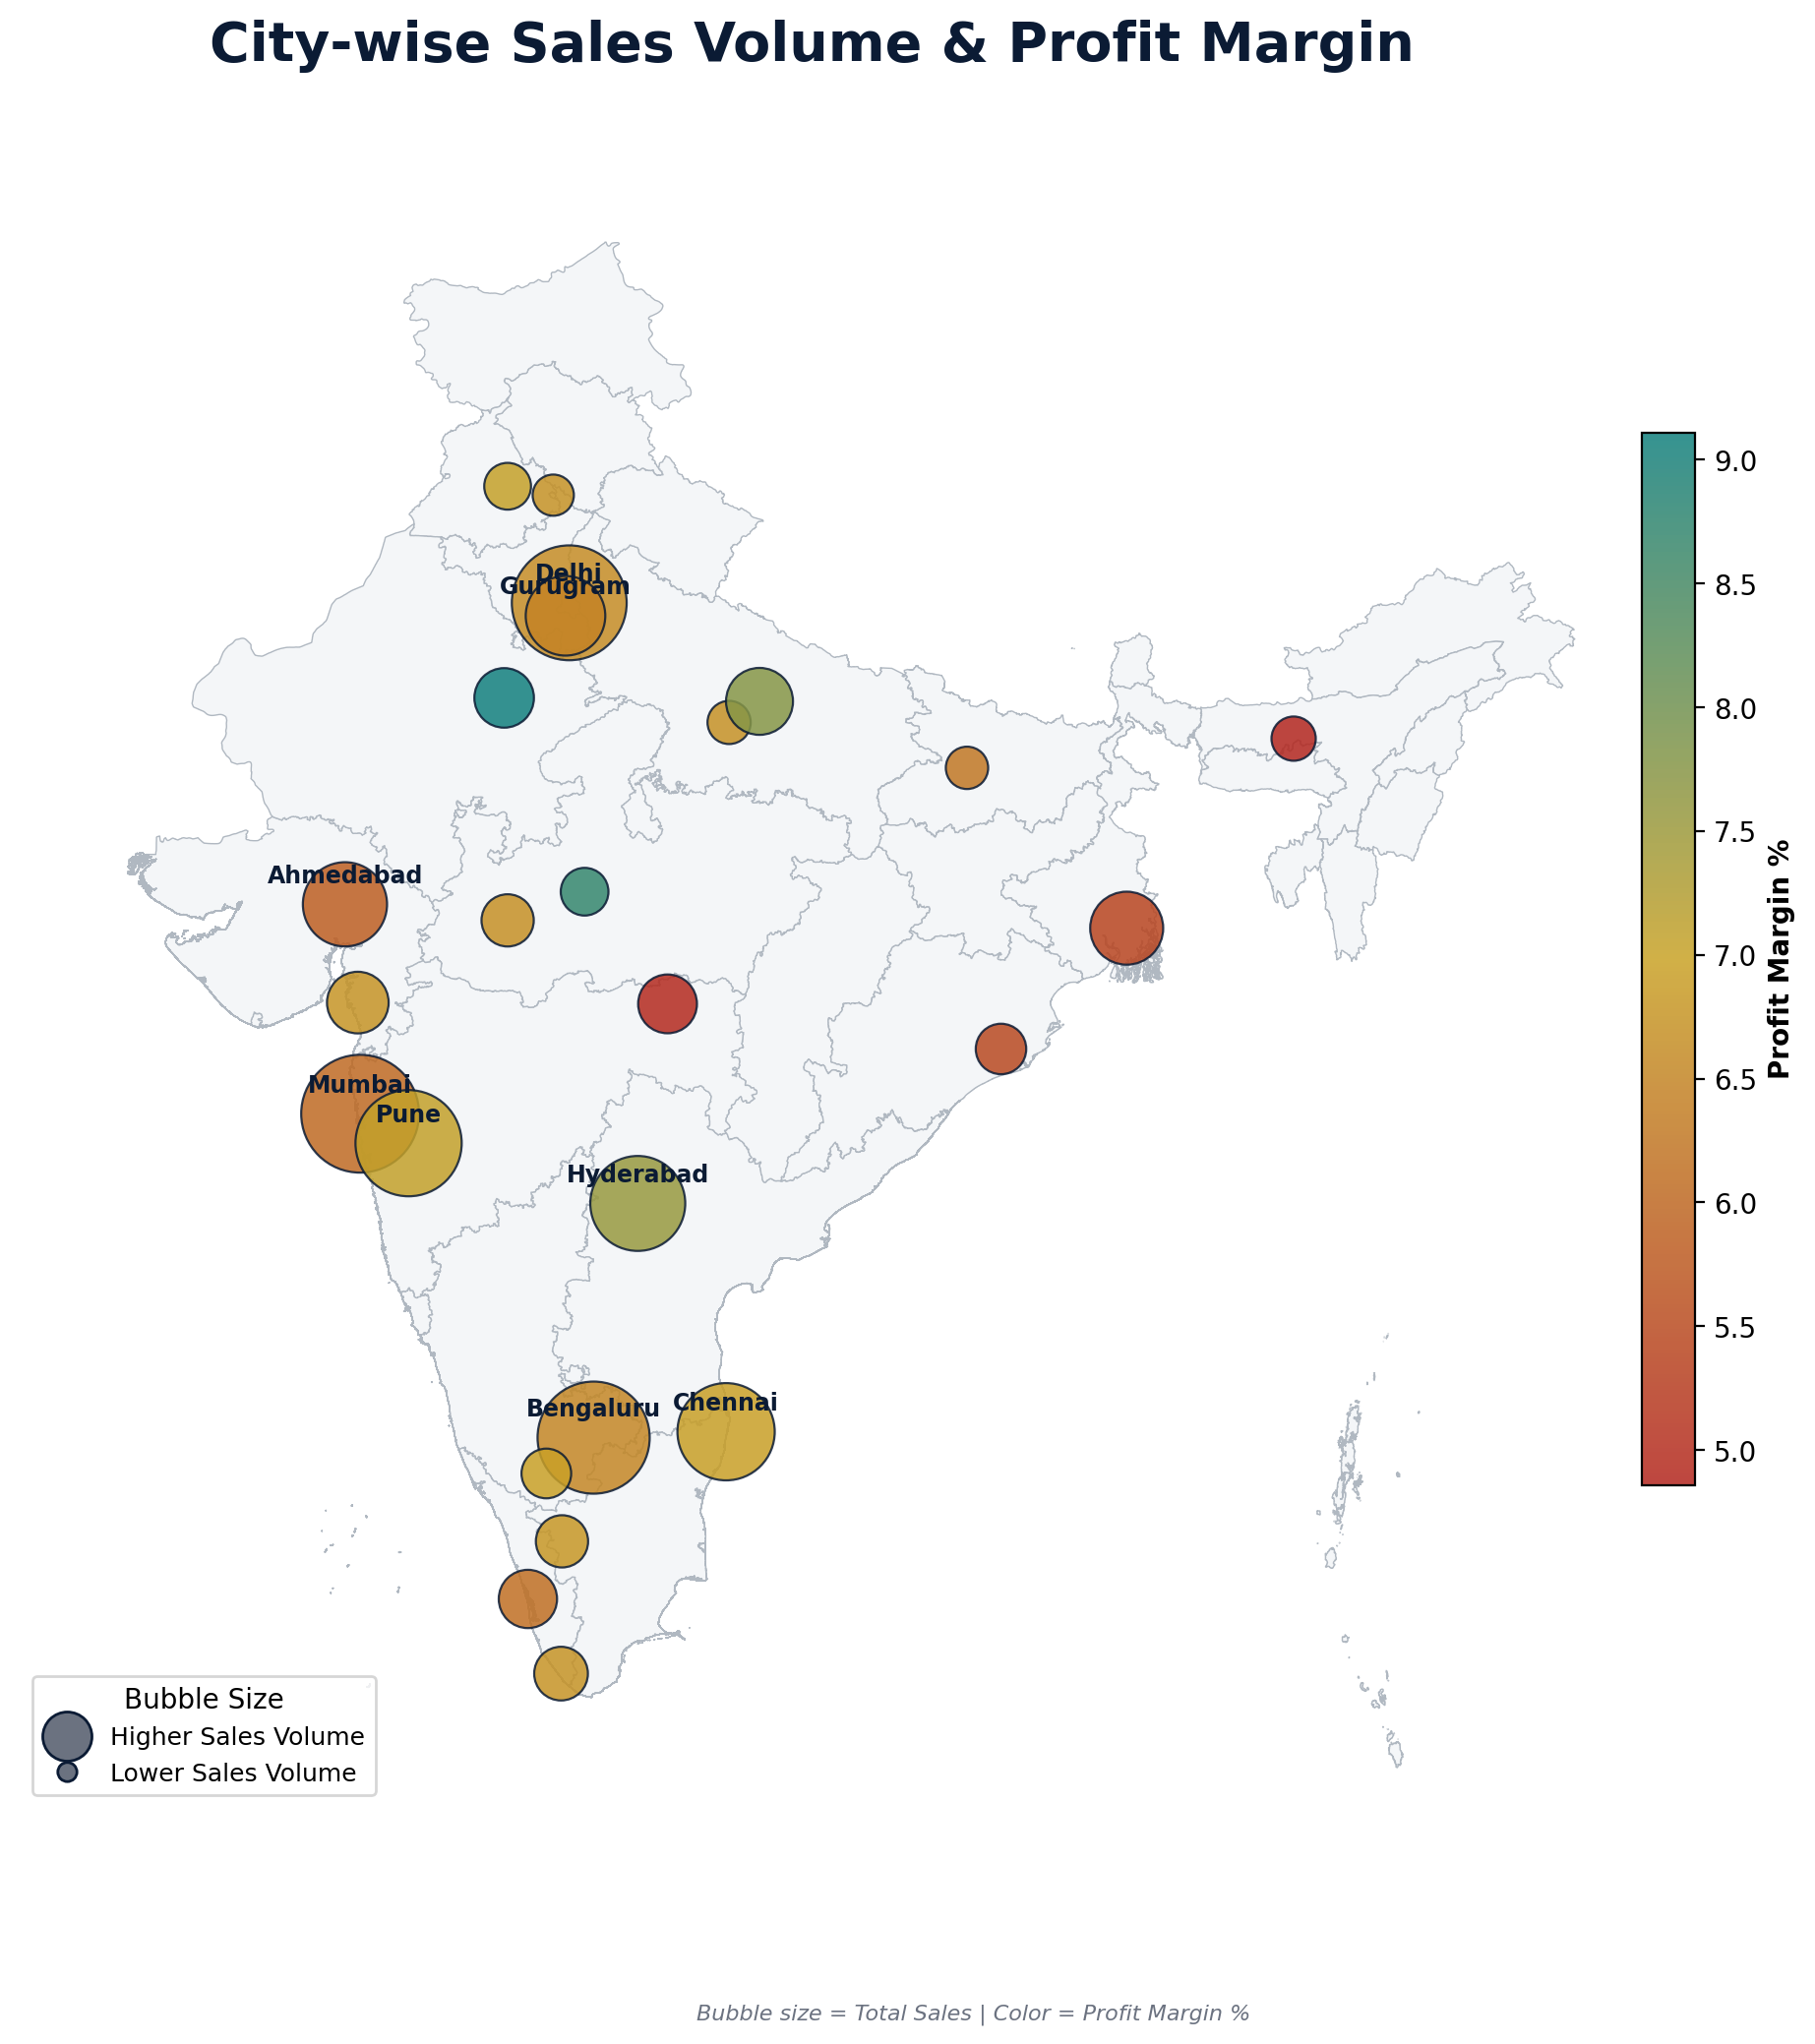 City-wise Sales Volume & Profit Margin
Delhi
Gurugram
Ahmedabad
Mumbai
Pune
Hyderabad
Bengaluru
Chennai
9.0
8.5
8.0
7.5
7.0
6.5
6.0
5.5
5.0
Profit Margin %
Bubble Size
Higher Sales Volume
Lower Sales Volume
Bubble size = Total Sales | Color = Profit Margin %